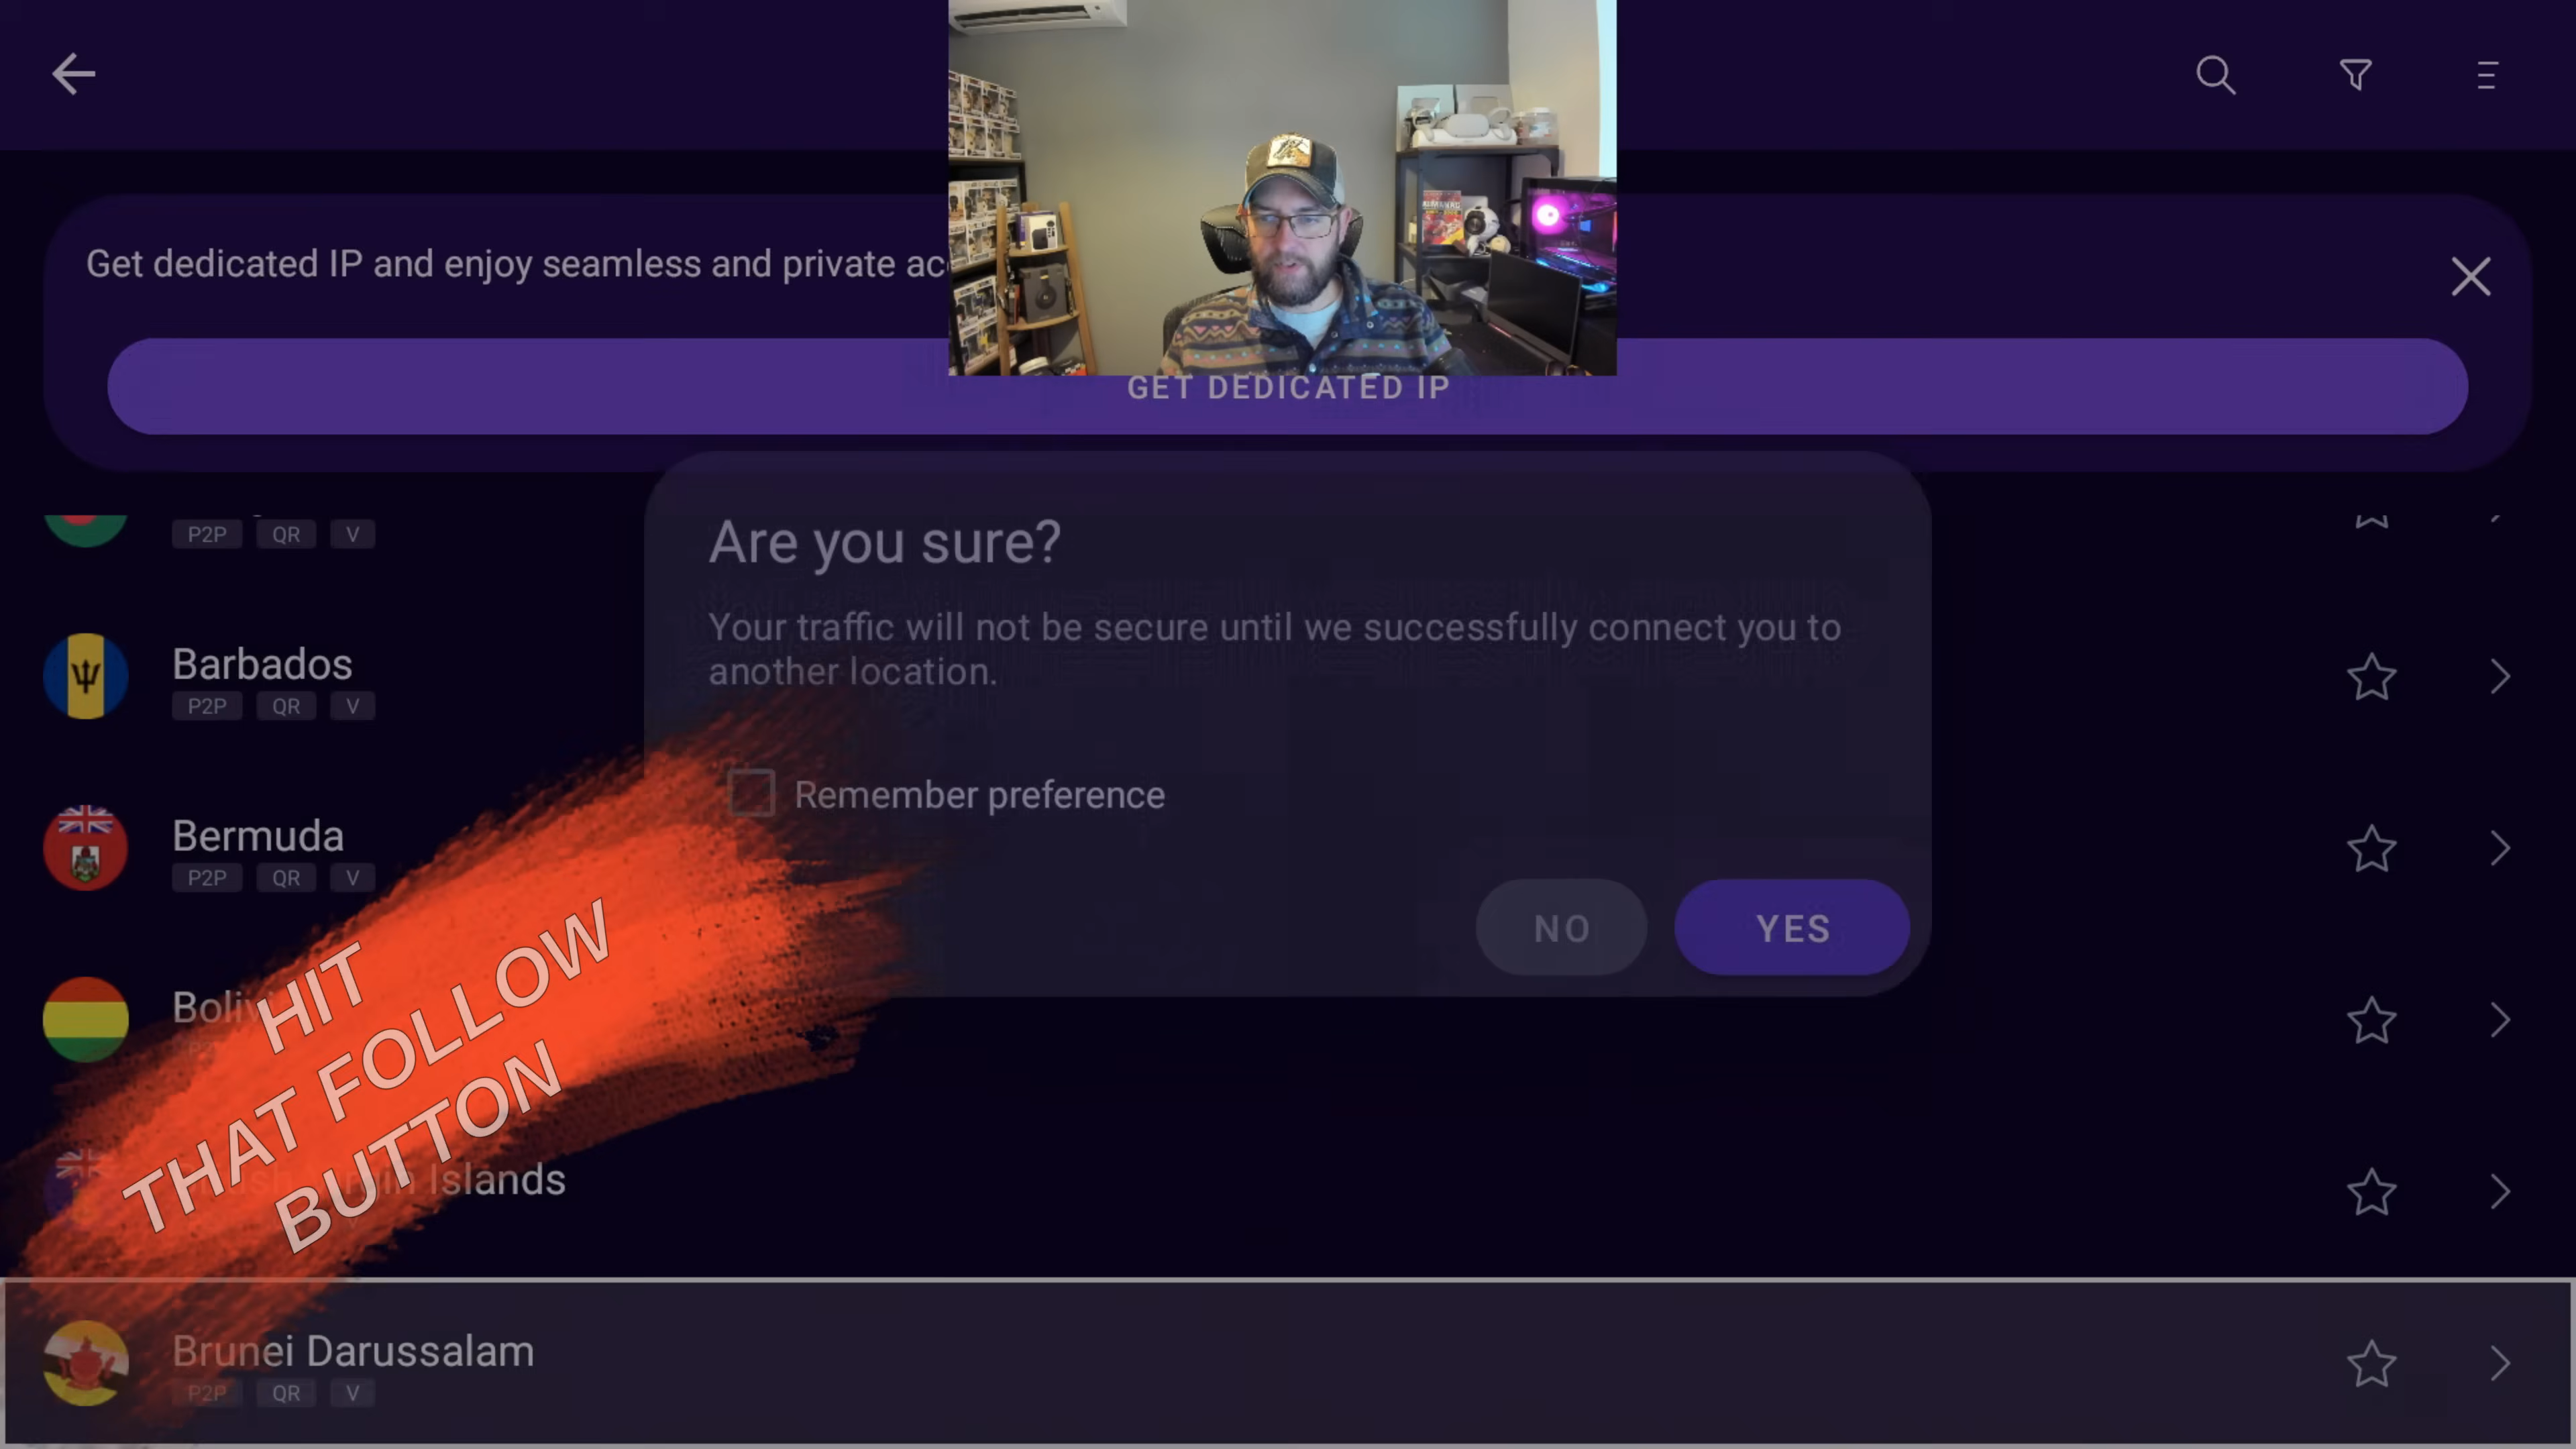 Get dedicated IP and enjoy seamless and private
GET DEDICATED IP
P2P QR V
Are you sure?
Your traffic will not be secure until we successfully connect you to
another location.
Barbados
P2P QR V
Remember preference
Bermuda
P2P QR V
NO YES
HIT
THAT FOLLOW
BUTTON
Islands
Brunei Darussalam
P2P QR V